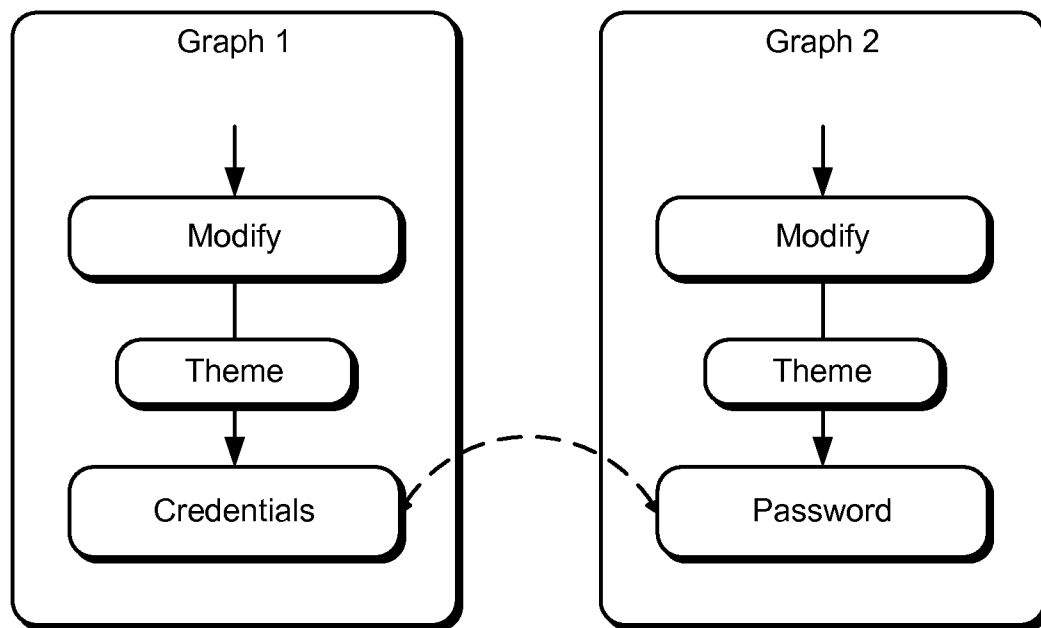 Graph 1
Modify
Theme
Credentials
Graph 2
Modify
Theme
Password